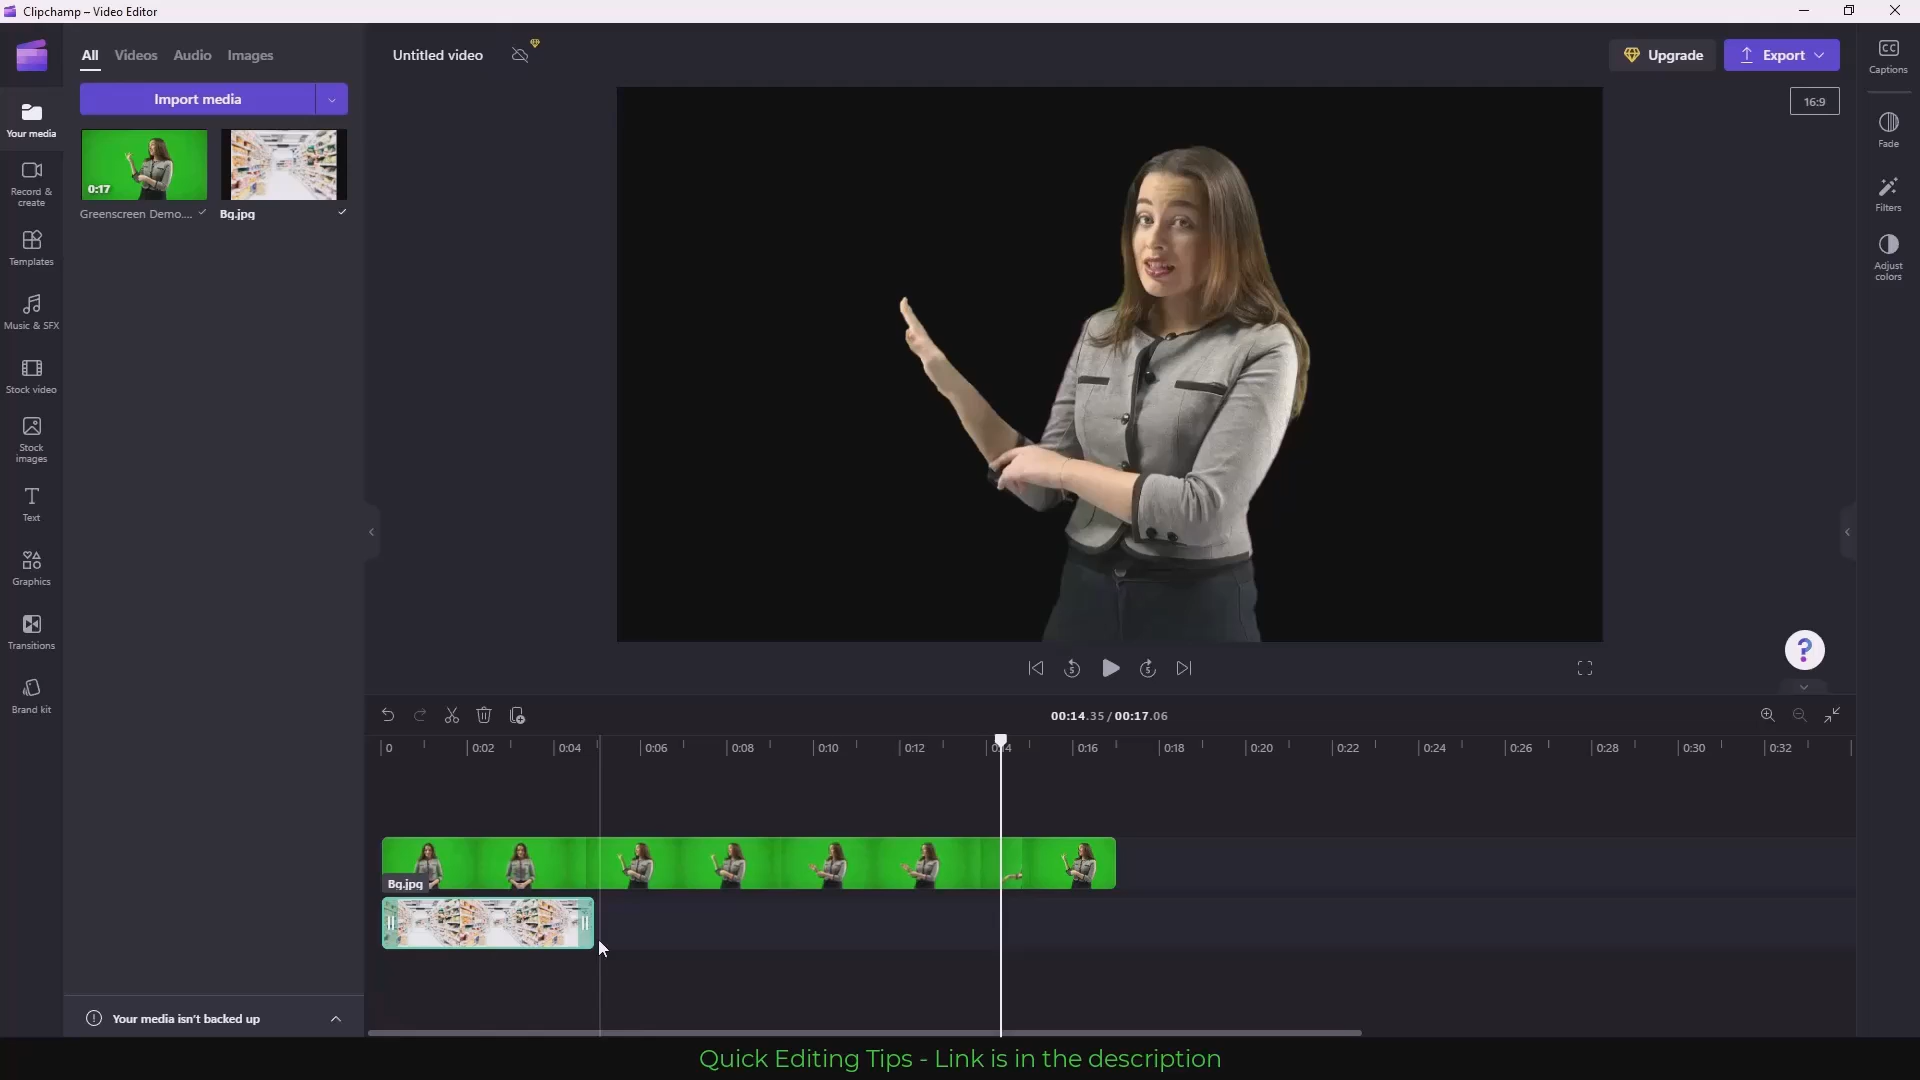 Clipchamp – Video Editor
All Videos Audio Images
Untitled video
Upgrade
Export
Captions
Import media
16:9
Your media
0:17
Greenscreen Demo....
Bg.jpg
Fade
Record &
create
Filters
Templates
Adjust
colors
Music & SFX
Stock video
Stock
images
Text
Graphics
Transitions
Brand kit
5
5
?
00:14.35 / 00:17.06
0 0:02 0:04 0:06 0:08 0:10 0:12 0:14 0:16 0:18 0:20 0:22 0:24 0:26 0:28 0:30 0:32
Bg.jpg
Your media isn't backed up
Quick Editing Tips - Link is in the description